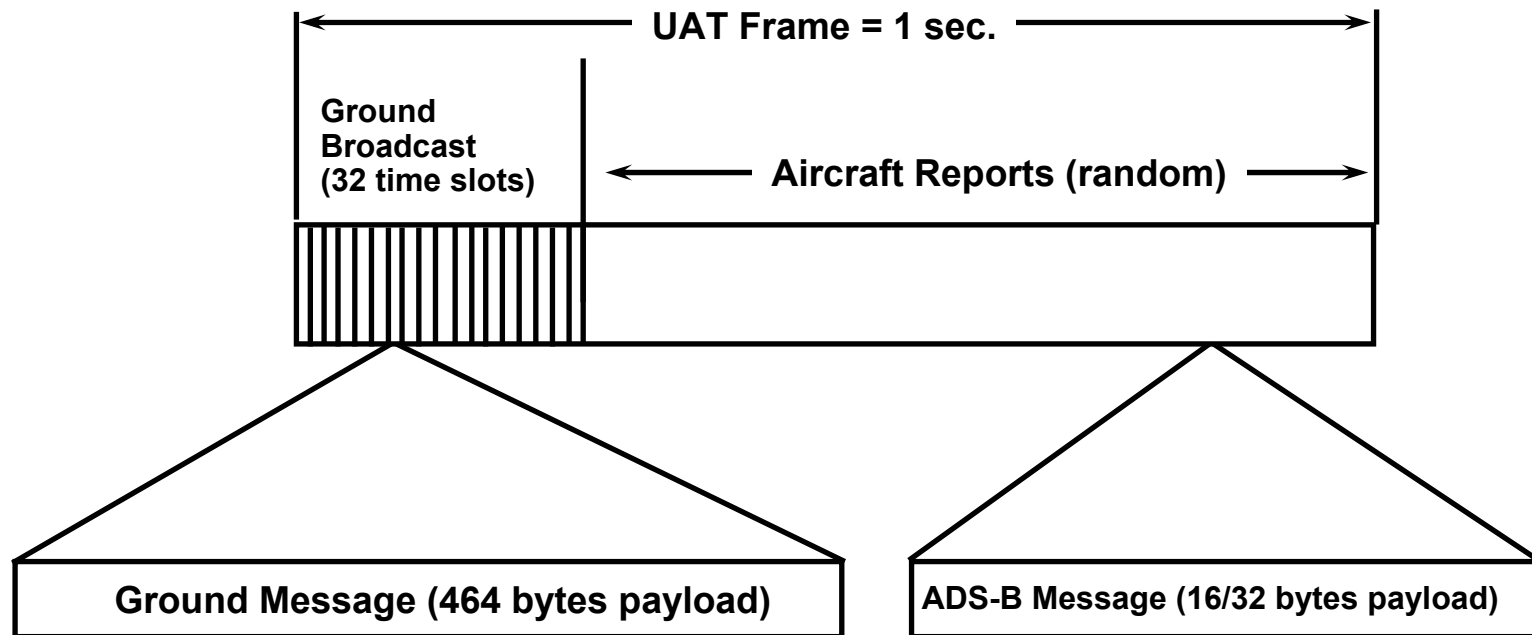 UAT Frame = 1 sec.
Ground
Broadcast
(32 time slots)
Aircraft Reports (random)
Ground Message (464 bytes payload)
ADS-B Message (16/32 bytes payload)